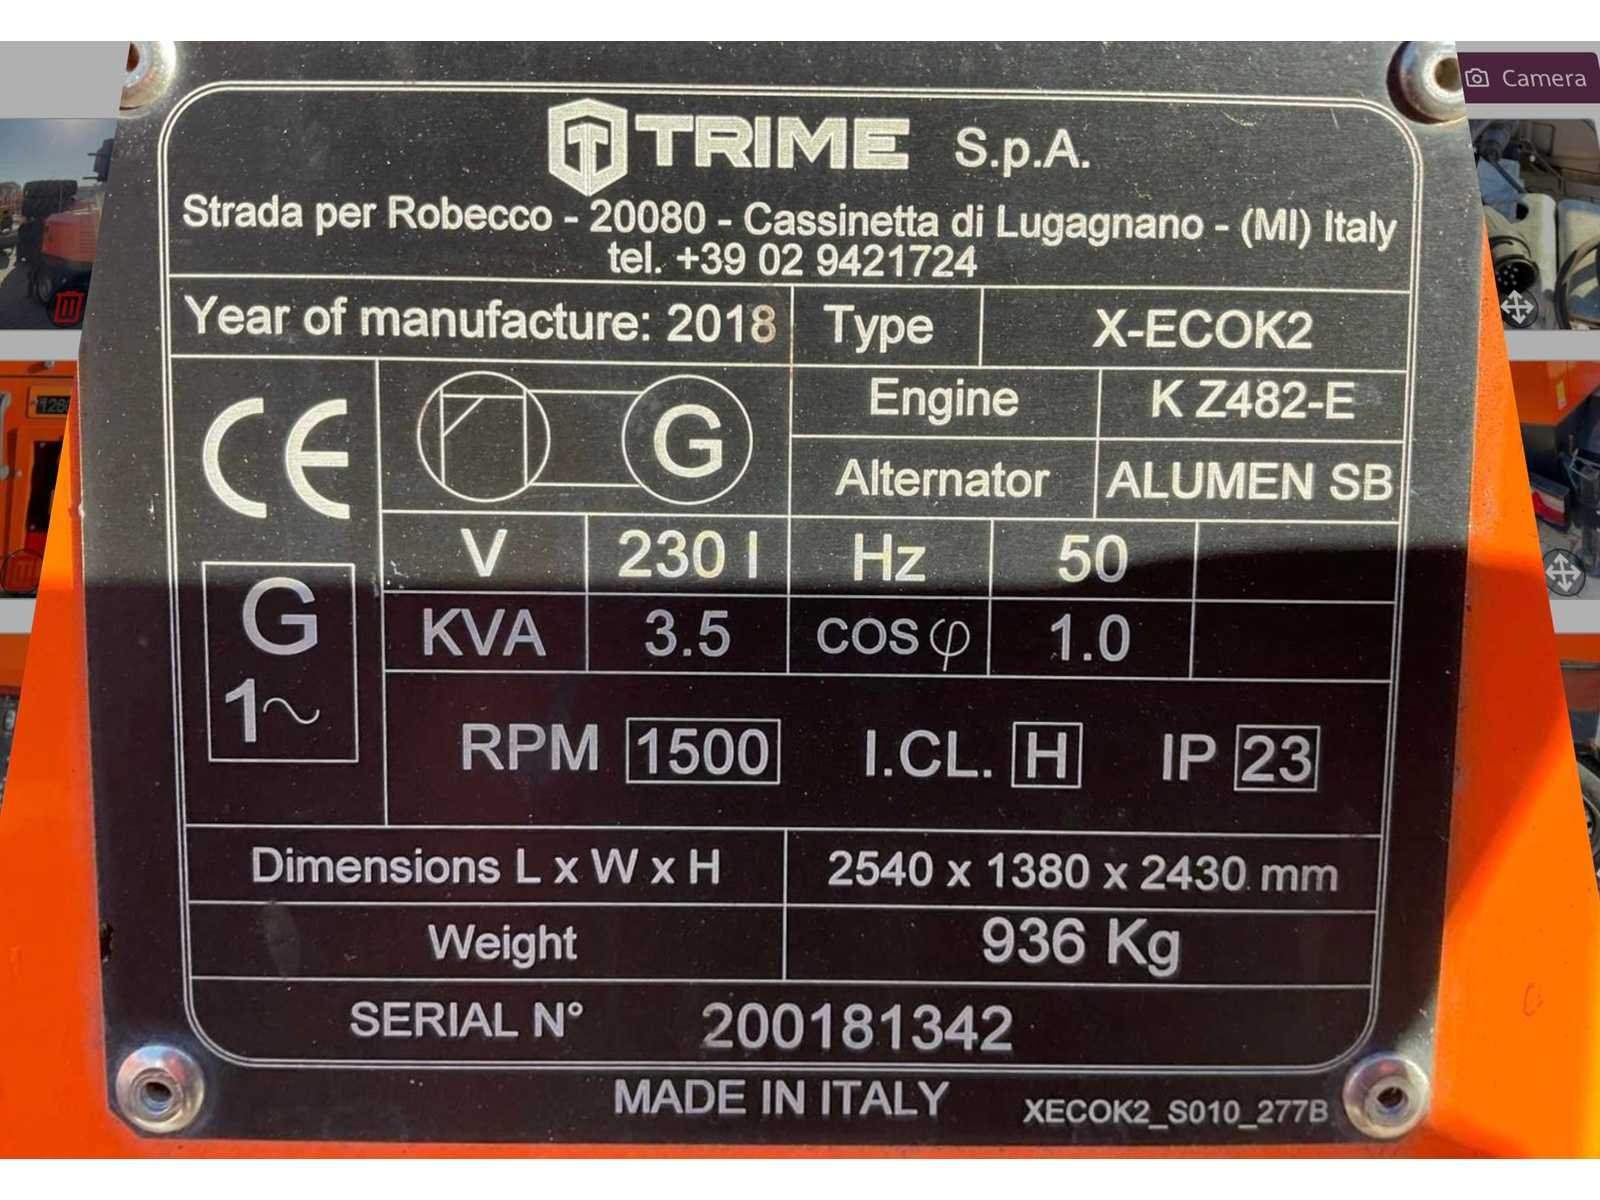 Camera
TRIME S.p.A.
Strada per Robecco - 20080 - Cassinetta di Lugagnano - (MI) Italy
tel. +39 02 9421724
Year of manufacture: 2018 Type X-ECOK2
CE G Engine K Z482-E
Alternator ALUMEN SB
V 230 I Hz 50
G KVA 3.5 COS φ 1.0
1~ RPM 1500 I.CL. H IP 23
Dimensions L x W x H 2540 x 1380 x 2430 mm
Weight 936 Kg
SERIAL N° 200181342
MADE IN ITALY XECOK2_S010_277B